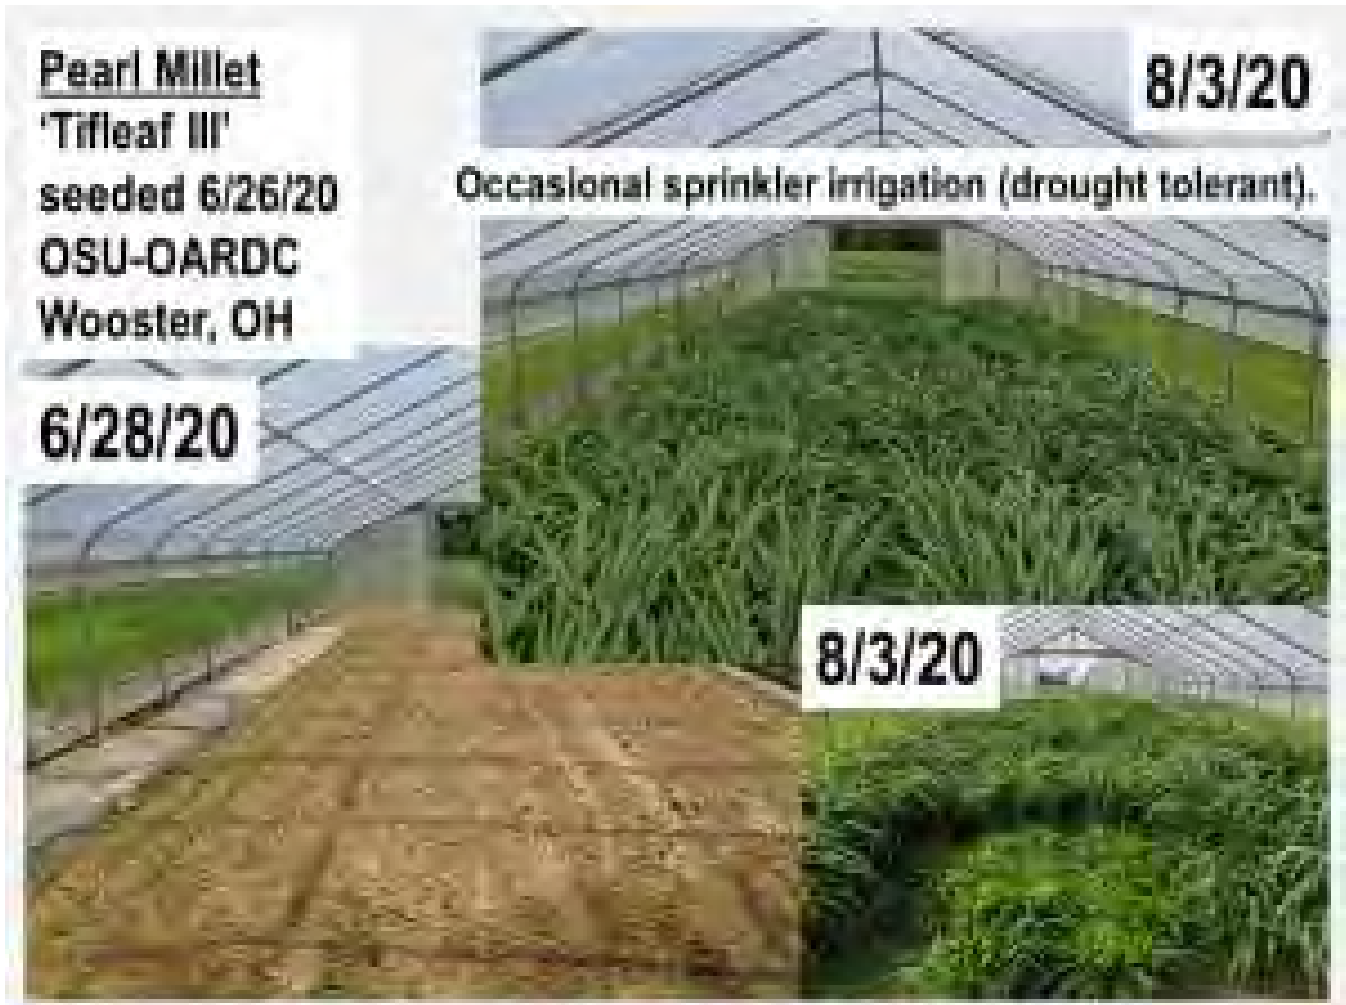 Pearl Millet
'Tifleaf III'
seeded 6/26/20
OSU-OARDC
Wooster, OH
6/28/20
8/3/20
Occasional sprinkler irrigation (drought tolerant).
8/3/20